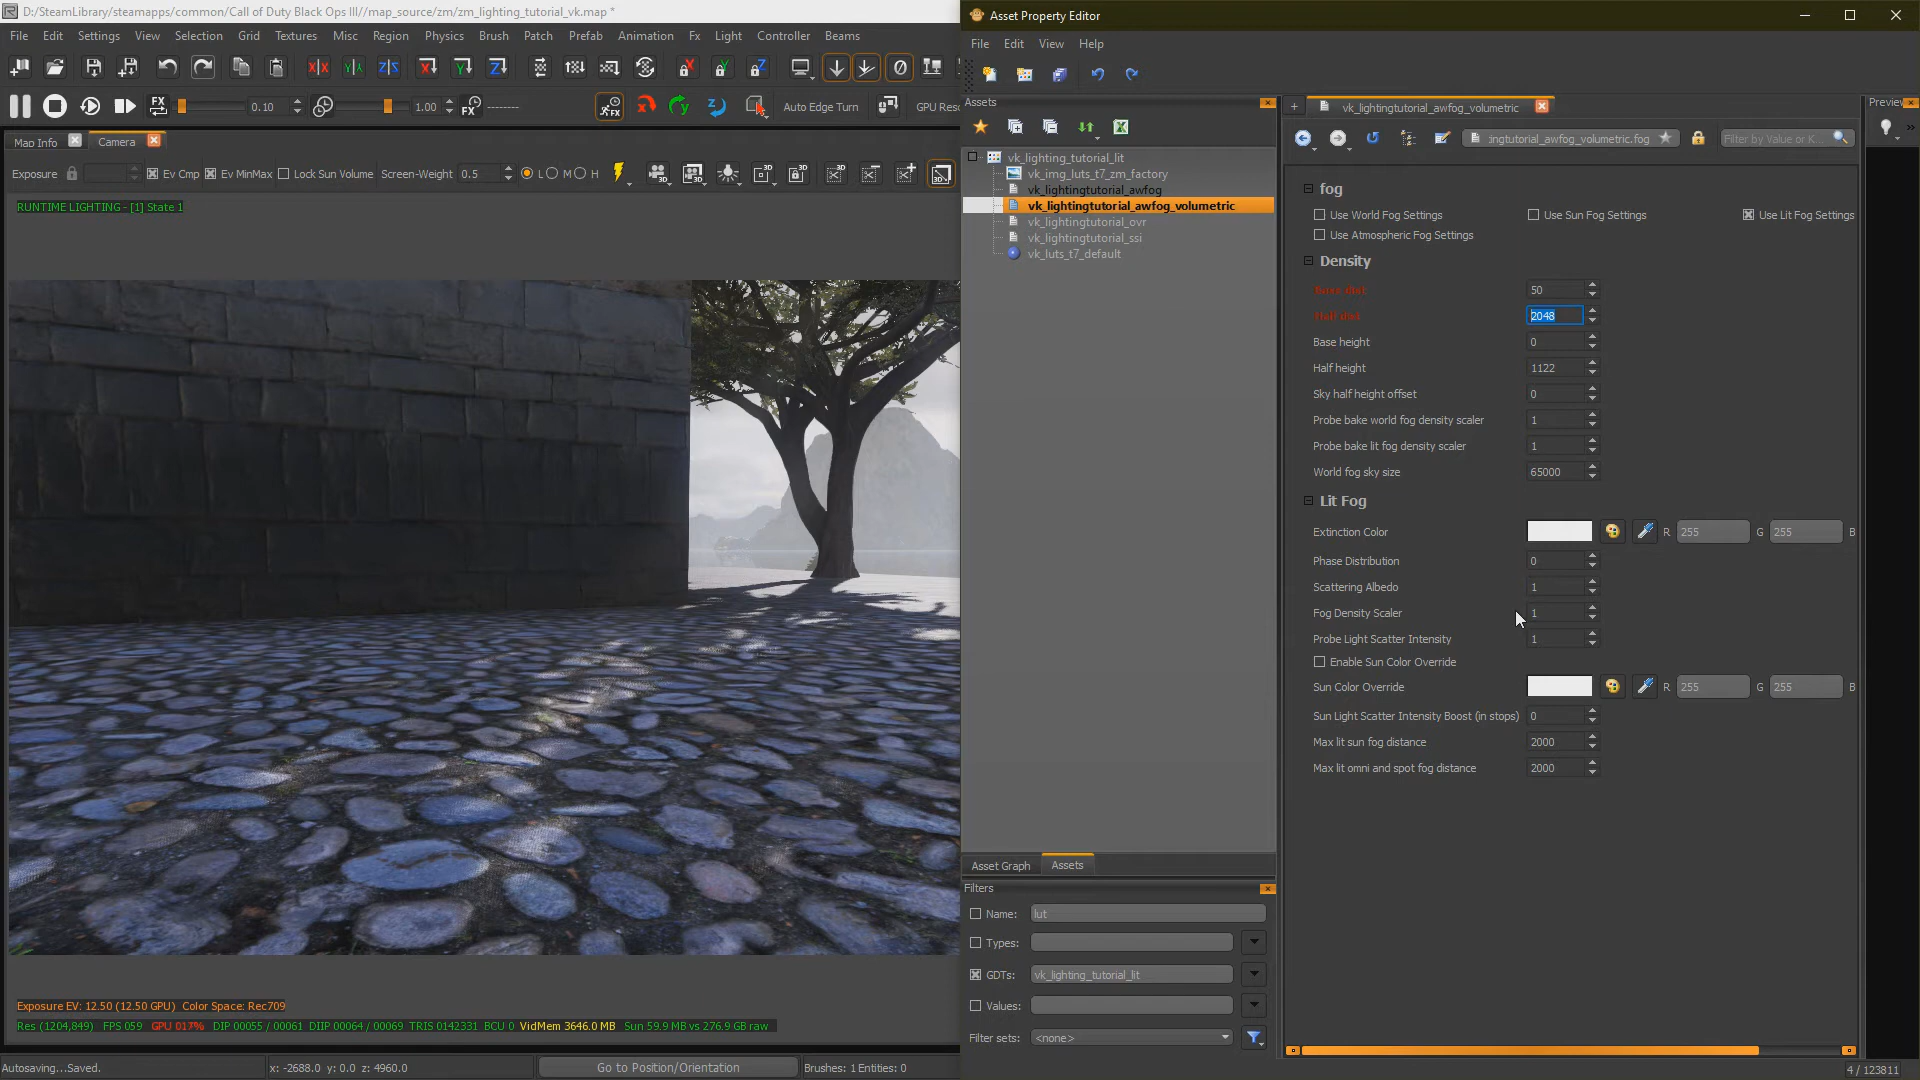 D:/SteamLibrary/steamapps/common/Call of Duty Black Ops III//map_source/zm/zm_lighting_tutorial_vk.map *
File Edit Settings View Selection Grid Textures Misc Region Physics Brush Patch Prefab Animation Fx Light Controller Beams
0.10 1.00 -------- Auto Edge Turn GPU Resc
Map Info Camera
Exposure Ev Cmp Ev MinMax Lock Sun Volume Screen-Weight 0.5 L M H
RUNTIME LIGHTING - [1] State 1
Exposure EV: 12.50 (12.50 GPU) Color Space: Rec709
Res (1204,849) FPS 059 GPU 017% DIP 00055 / 00061 DIIP 00064 / 00069 TRIS 0142331 BCU 0 VidMem 3646.0 MB Sun 59.9 MB vs 276.9 GB raw
Autosaving...Saved. x: -2688.0 y: 0.0 z: 4960.0 Go to Position/Orientation Brushes: 1 Entities: 0
Asset Property Editor
File Edit View Help
Assets
vk_lighting_tutorial_lit
vk_img_luts_t7_zm_factory
vk_lightingtutorial_awfog
vk_lightingtutorial_awfog_volumetric
vk_lightingtutorial_ovr
vk_lightingtutorial_ssi
vk_luts_t7_default
Asset Graph Assets
Filters
Name: lut
Types:
GDTs: vk_lighting_tutorial_lit
Values:
Filter sets: <none>
vk_lightingtutorial_awfog_volumetric
ingtutorial_awfog_volumetric.fog Filter by Value or K...
fog
Use World Fog Settings Use Sun Fog Settings Use Lit Fog Settings
Use Atmospheric Fog Settings
Density
Base dist 50
Half dist 2048
Base height 0
Half height 1122
Sky half height offset 0
Probe bake world fog density scaler 1
Probe bake lit fog density scaler 1
World fog sky size 65000
Lit Fog
Extinction Color R 255 G 255 B
Phase Distribution 0
Scattering Albedo 1
Fog Density Scaler 1
Probe Light Scatter Intensity 1
Enable Sun Color Override
Sun Color Override R 255 G 255 B
Sun Light Scatter Intensity Boost (in stops) 0
Max lit sun fog distance 2000
Max lit omni and spot fog distance 2000
Preview
4 / 123811